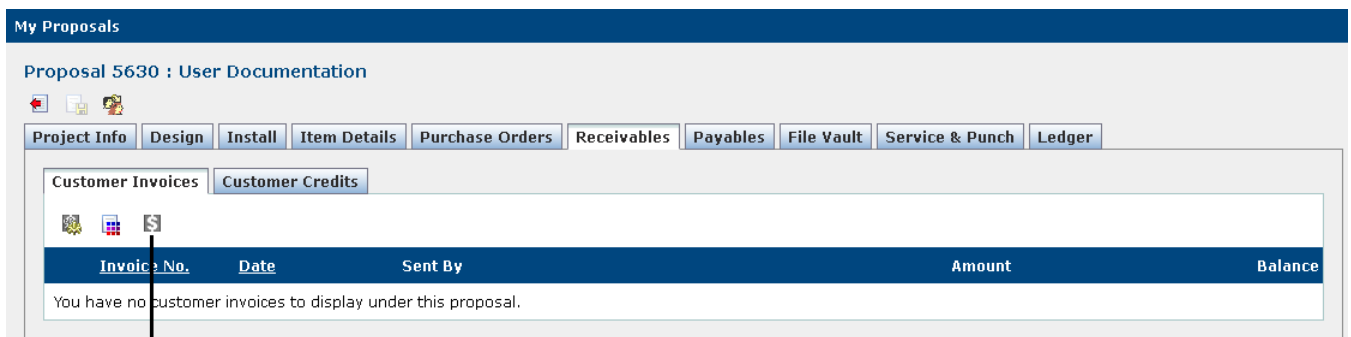 My Proposals
Proposal 5630 : User Documentation
Project Info Design Install Item Details Purchase Orders Receivables Payables File Vault Service & Punch Ledger
Customer Invoices Customer Credits
$
Invoice No. Date Sent By Amount Balance
You have no customer invoices to display under this proposal.